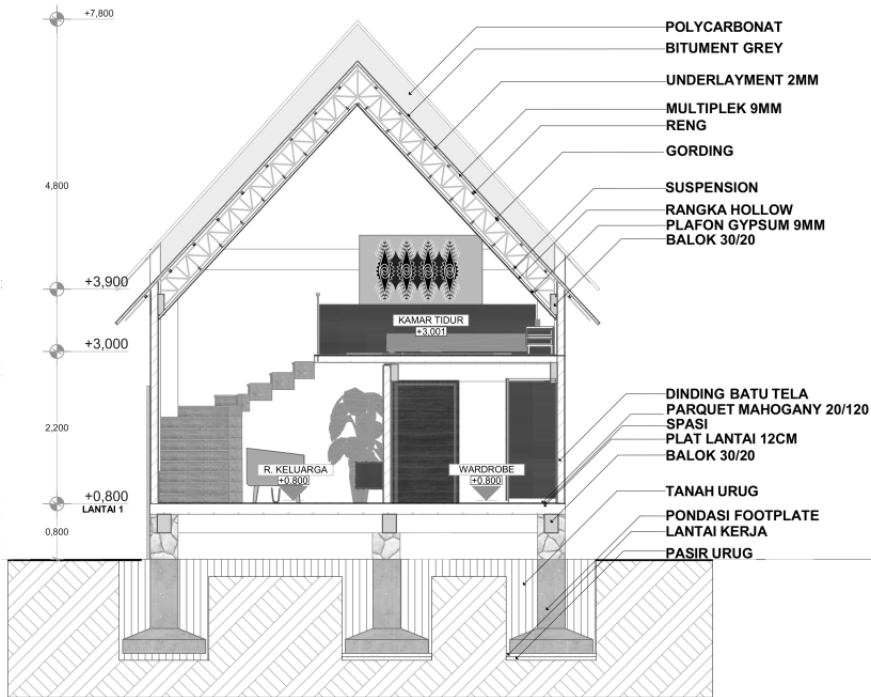 +7,800
POLYCARBONAT
BITUMENT GREY
UNDERLAYMENT 2MM
MULTIPLEK 9MM
RENG
GORDING
4,800
SUSPENSION
RANGKA HOLLOW
PLAFON GYPSUM 9MM
BALOK 30/20
+3,900
KAMAR TIDUR
+3,001
+3,000
DINDING BATU TELA
PARQUET MAHOGANY 20/120
SPASI
PLAT LANTAI 12CM
BALOK 30/20
2,200
R. KELUARGA
+0.800
WARDROBE
+0.800
+0,800
LANTAI 1
TANAH URUG
PONDASI FOOTPLATE
LANTAI KERJA
PASIR URUG
0,800